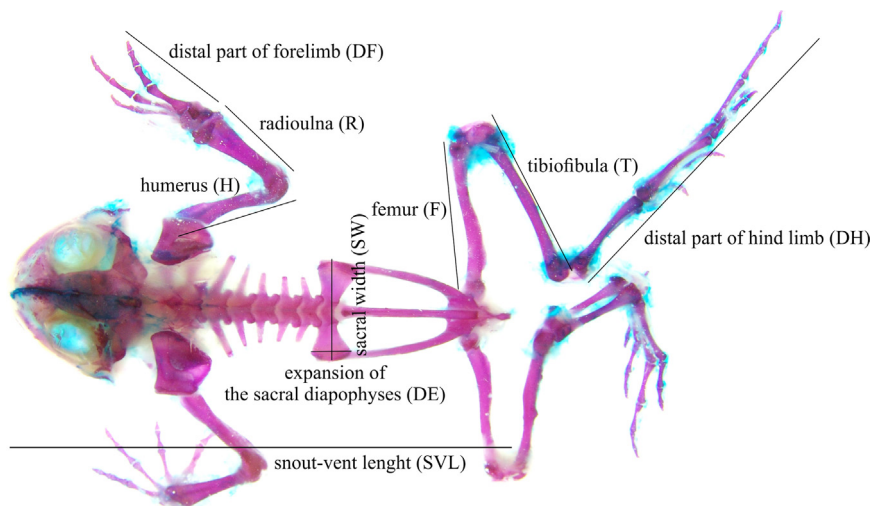 distal part of forelimb (DF)
radioulna (R)
humerus (H)
tibiofibula (T)
femur (F)
sacral width (SW)
distal part of hind limb (DH)
expansion of
the sacral diapophyses (DE)
snout-vent lenght (SVL)